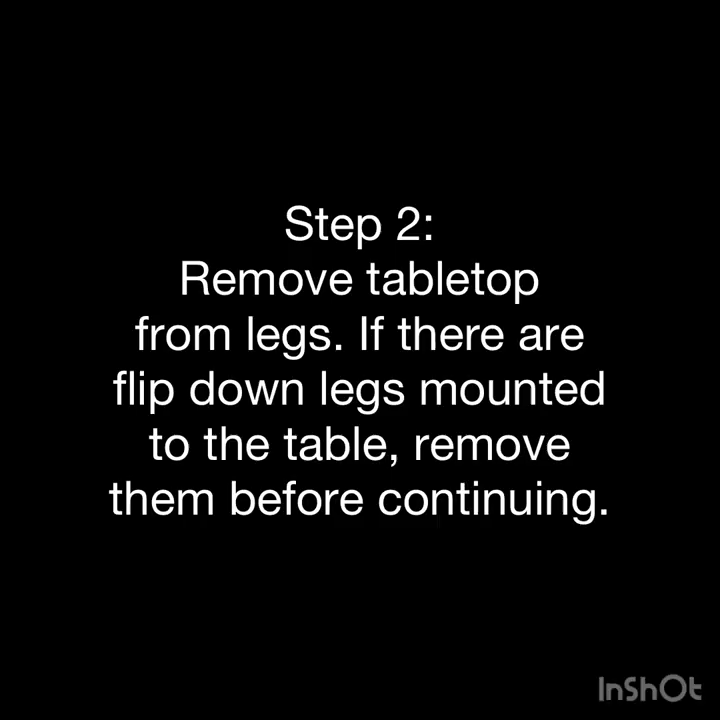 Step 2:
Remove tabletop
from legs. If there are
flip down legs mounted
to the table, remove
them before continuing.
InShOt